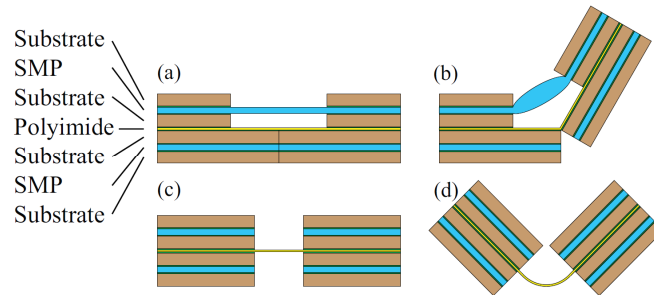 Substrate
SMP
Substrate
Polyimide
Substrate
SMP
Substrate
(a)
(b)
(c)
(d)